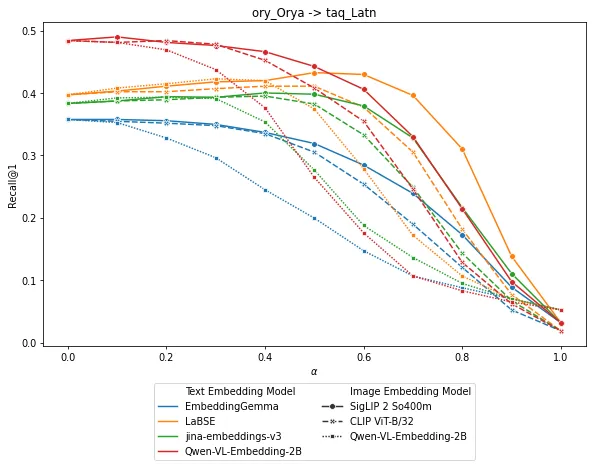 ory_Orya -> taq_Latn
0.5
0.4
0.3
0.2
0.1
0.0
Recall@1
0.0 0.2 0.4 0.6 0.8 1.0
α
Text Embedding Model Image Embedding Model
EmbeddingGemma SigLIP 2 So400m
LaBSE CLIP ViT-B/32
jina-embeddings-v3 Qwen-VL-Embedding-2B
Qwen-VL-Embedding-2B